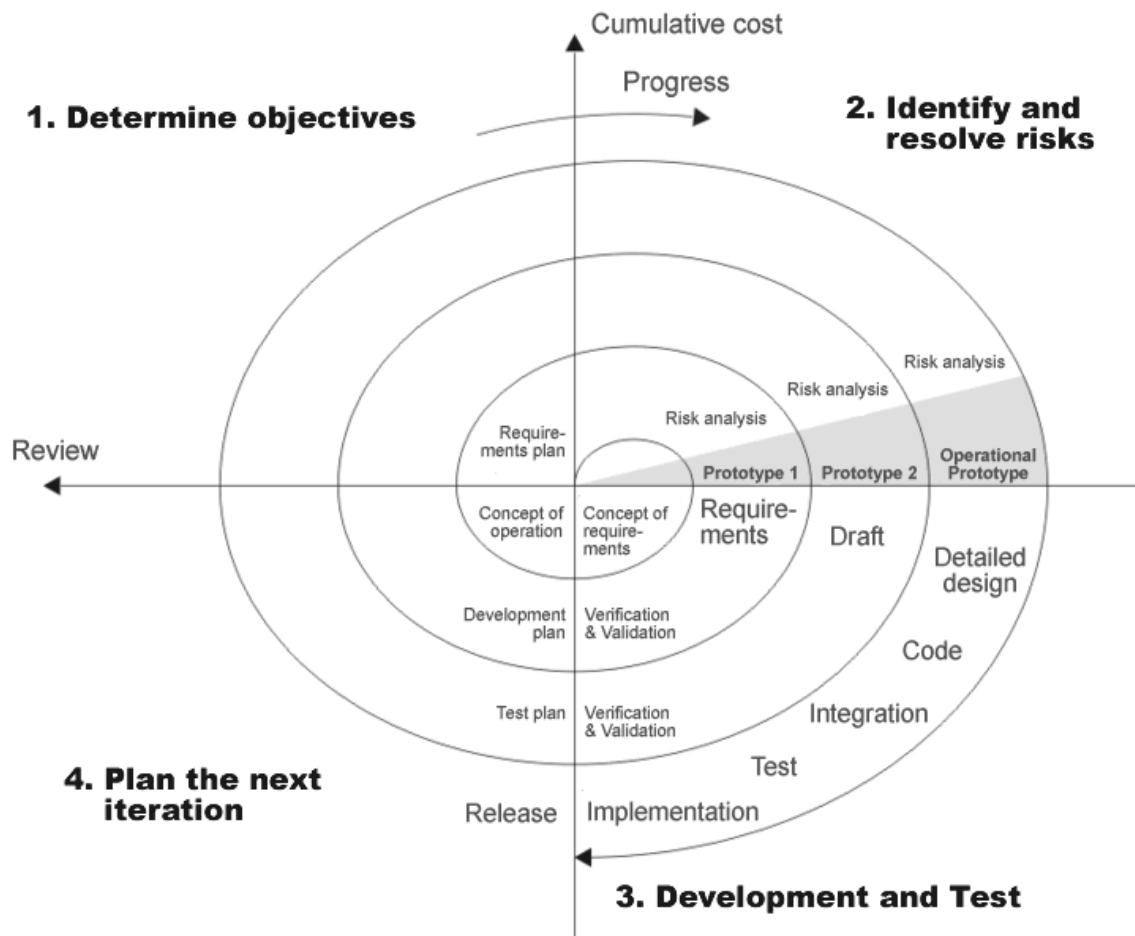 Cumulative cost
Progress
1. Determine objectives
2. Identify and
resolve risks
Risk analysis
Risk analysis
Risk analysis
Require-
ments plan
Review
Operational
Prototype
Prototype 1
Prototype 2
Concept of
operation
Concept of
require-
ments
Require-
ments
Draft
Detailed
design
Development
plan
Verification
& Validation
Code
Test plan
Verification
& Validation
Integration
Test
4. Plan the next
iteration
Release
Implementation
3. Development and Test